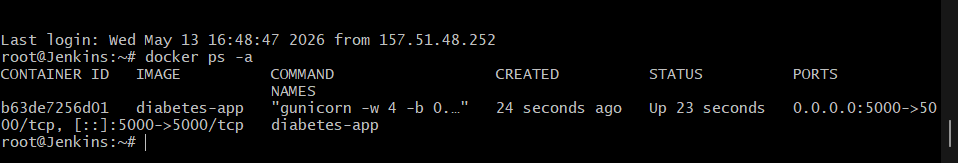 Last login: Wed May 13 16:48:47 2026 from 157.51.48.252
root@Jenkins:~# docker ps -a
CONTAINER ID   IMAGE          COMMAND                  CREATED          STATUS          PORTS
                              NAMES
b63de7256d01   diabetes-app   "gunicorn -w 4 -b 0.…"   24 seconds ago   Up 23 seconds   0.0.0.0:5000->50
00/tcp, [::]:5000->5000/tcp   diabetes-app
root@Jenkins:~#